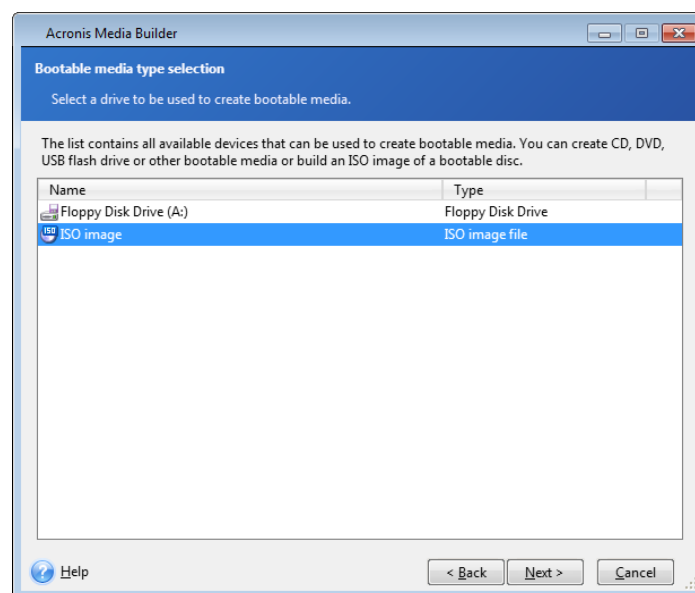 Acronis Media Builder
Bootable media type selection
Select a drive to be used to create bootable media.
The list contains all available devices that can be used to create bootable media. You can create CD, DVD,
USB flash drive or other bootable media or build an ISO image of a bootable disc.
Name Type
Floppy Disk Drive (A:) Floppy Disk Drive
ISO ISO image ISO image file
? Help < Back Next > Cancel